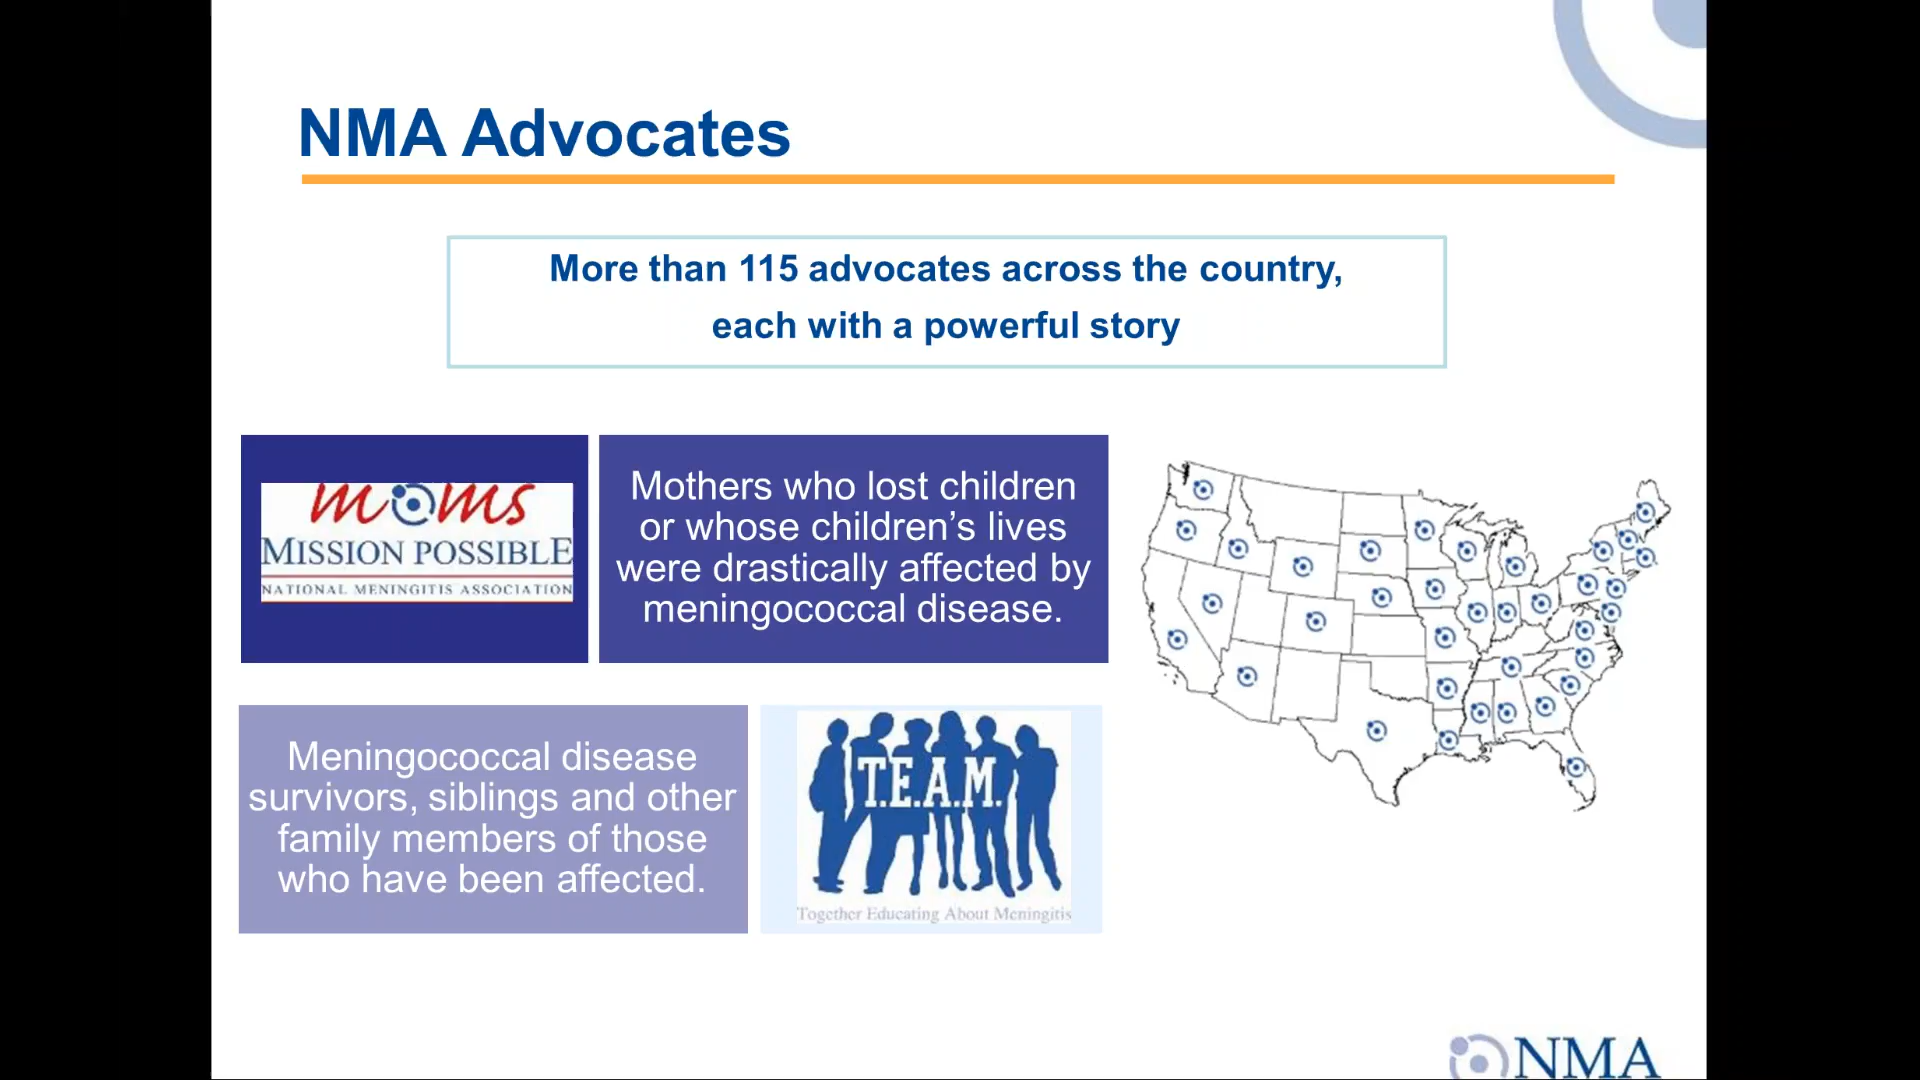 NMA Advocates
More than 115 advocates across the country,
each with a powerful story
moms
MISSION POSSIBLE
NATIONAL MENINGITIS ASSOCIATION
Mothers who lost children
or whose children’s lives
were drastically affected by
meningococcal disease.
Meningococcal disease
survivors, siblings and other
family members of those
who have been affected.
T.E.A.M.
Together Educating About Meningitis
NMA